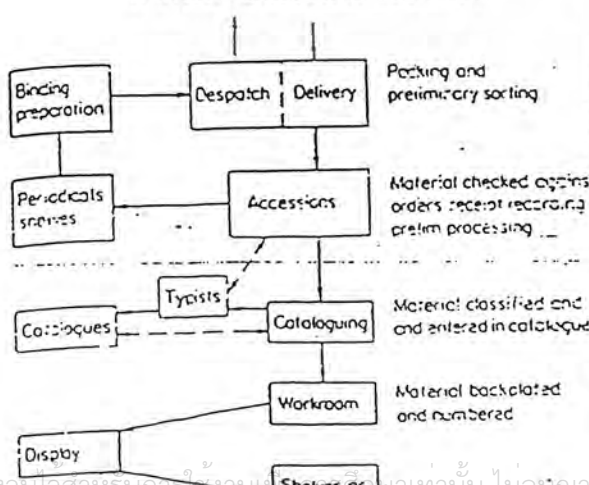 Binding
preparation
Despatch
Delivery
Packing and
preliminary sorting
Periodicals
shelves
Accessions
Material checked agains
orders receipt recording
prelim processing
Typists
Catalogues
Cataloguing
Material classified and
and entered in catalogue
Workroom
Material backplated
and numbered
Display